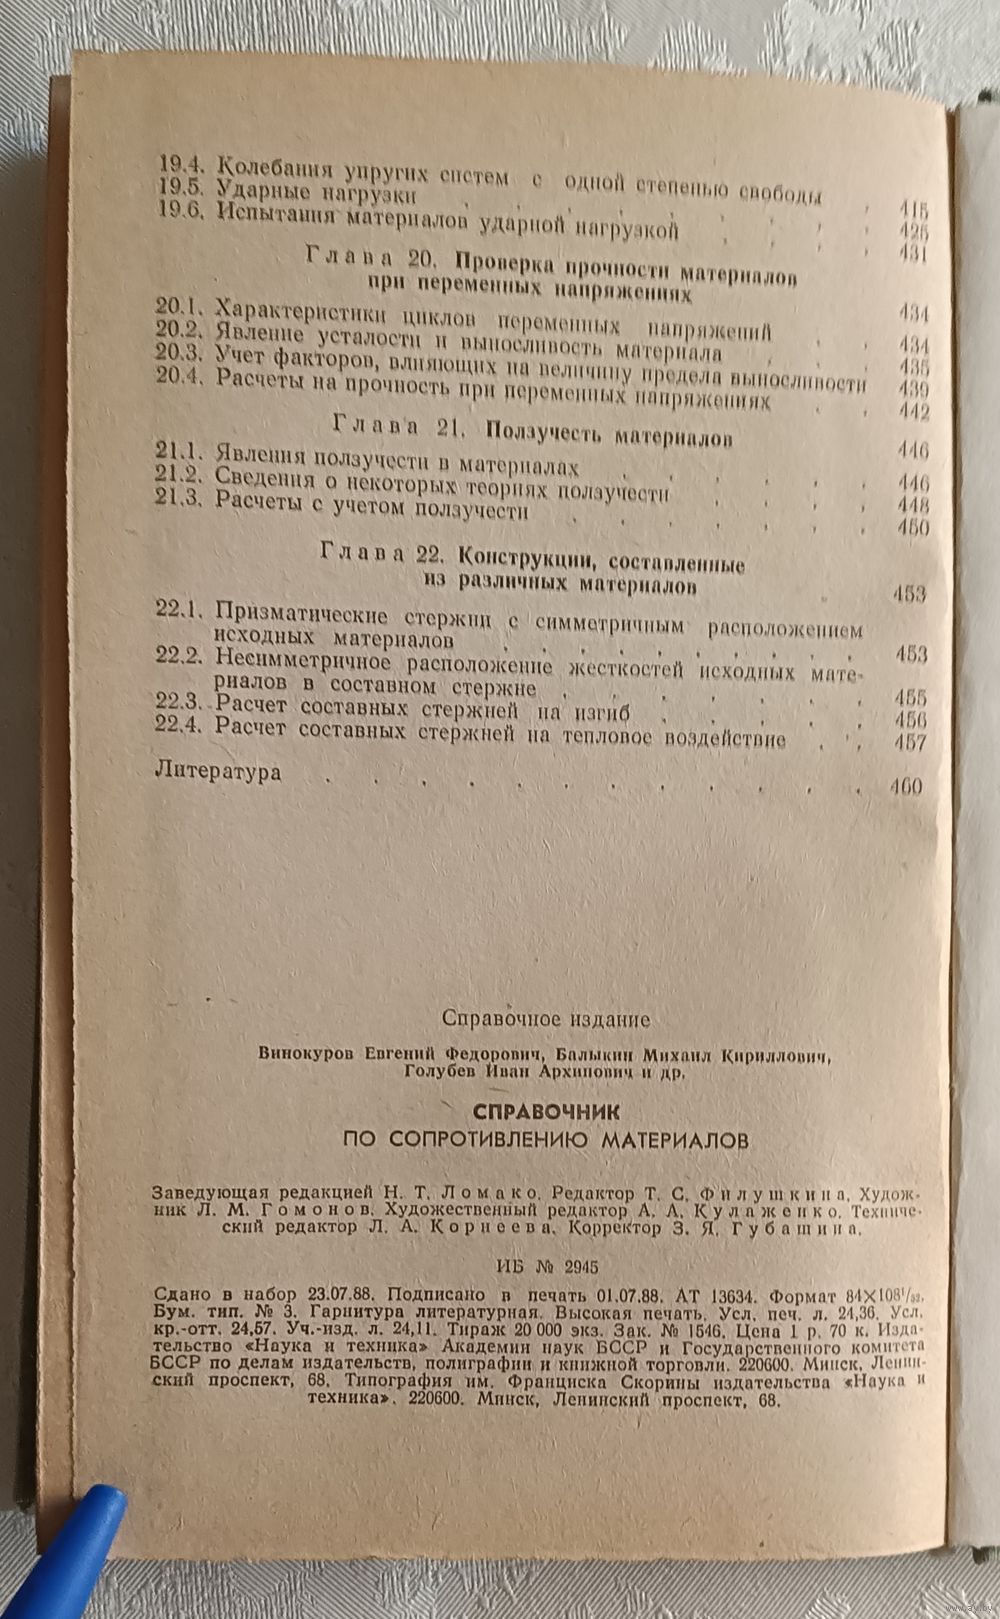 19.4. Колебания упругих систем с одной степенью свободы . 415
19.5. Ударные нагрузки . . . . . . . . . 425
19.6. Испытания материалов ударной нагрузкой . . . . 431
Глава 20. Проверка прочности материалов
при переменных напряжениях 434
20.1. Характеристики циклов переменных напряжений . . 434
20.2. Явление усталости и выносливость материала . . . 435
20.3. Учет факторов, влияющих на величину предела выносливости 439
20.4. Расчеты на прочность при переменных напряжениях . . 442
Глава 21. Ползучесть материалов 446
21.1. Явления ползучести в материалах . . . . . . 446
21.2. Сведения о некоторых теориях ползучести . . . . 448
21.3. Расчеты с учетом ползучести . . . . . . . 450
Глава 22. Конструкции, составленные
из различных материалов . 453
22.1. Призматические стержни с симметричным расположением
исходных материалов . . . . . . . . 453
22.2. Несимметричное расположение жесткостей исходных мате-
риалов в составном стержне . . . . . . . 455
22.3. Расчет составных стержней на изгиб . . . . . 456
22.4. Расчет составных стержней на тепловое воздействие . . 457
Литература . . . . . . . . . . . . 460
Справочное издание
Винокуров Евгений Федорович, Балыкин Михаил Кириллович,
Голубев Иван Архипович и др.
СПРАВОЧНИК
ПО СОПРОТИВЛЕНИЮ МАТЕРИАЛОВ
Заведующая редакцией Н. Т. Ломако. Редактор Т. С. Филушкина. Худож-
ник Л. М. Гомонов. Художественный редактор А. А. Кулаженко. Техниче-
ский редактор Л. А. Корнеева. Корректор З. Я. Губашина.
ИБ № 2945
Сдано в набор 23.07.88. Подписано в печать 01.07.88. АТ 13634. Формат 84×108¹/₃₂.
Бум. тип. № 3. Гарнитура литературная. Высокая печать. Усл. печ. л. 24,36. Усл.
кр.-отт. 24,57. Уч.-изд. л. 24,11. Тираж 20 000 экз. Зак. № 1546. Цена 1 р. 70 к. Изда-
тельство «Наука и техника» Академии наук БССР и Государственного комитета
БССР по делам издательств, полиграфии и книжной торговли. 220600. Минск, Ленин-
ский проспект, 68. Типография им. Франциска Скорины издательства «Наука и
техника». 220600. Минск, Ленинский проспект, 68.